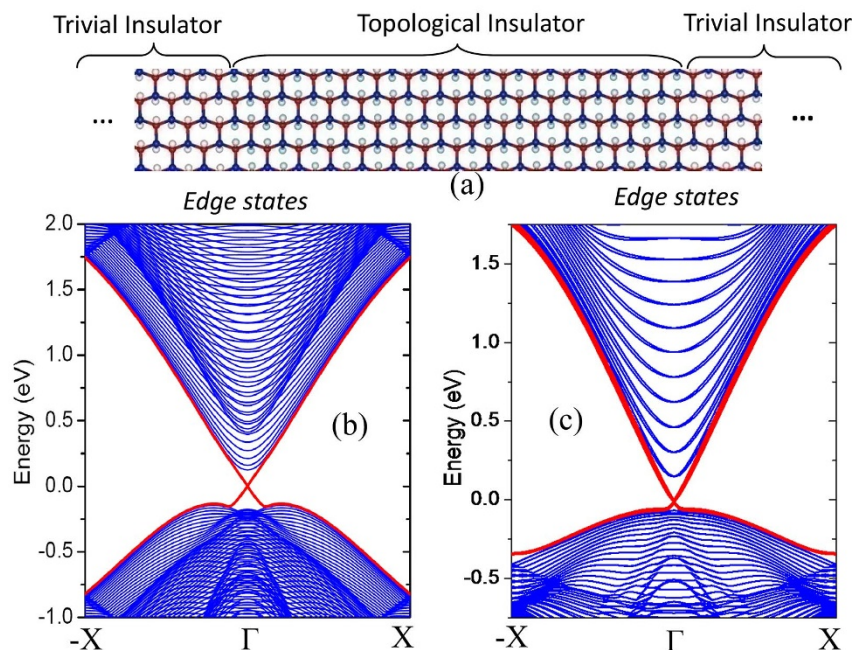 Trivial Insulator Topological Insulator Trivial Insulator
... ...
(a)
Edge states Edge states
2.0
1.5
1.0
0.5
0.0
-0.5
-1.0
Energy (eV)
(b)
-X Γ X
1.5
1.0
0.5
0.0
-0.5
Energy (eV)
(c)
-X Γ X